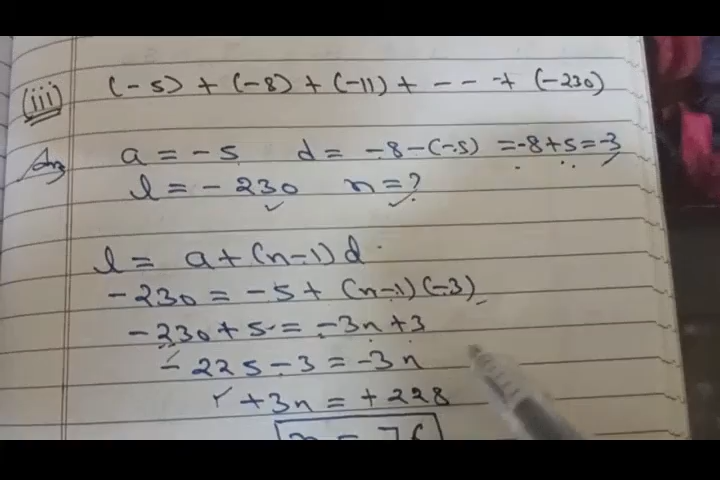 (iii) (-5) + (-8) + (-11) + - - - + (-230)
Ans a = -5 d = -8-(-5) = -8+5 = -3
l = -230 n = ?
l = a+(n-1)d
-230 = -5 + (n-1)(-3)
-230+5 = -3n+3
-225-3 = -3n
+3n = +228
n = 76